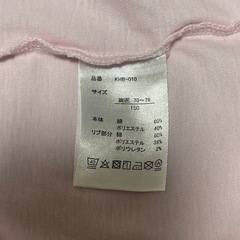 品番 KHB-010
サイズ
胸囲 70～78
150
本体 綿 60%
ポリエステル 40%
リブ部分 綿 60%
ポリエステル 38%
ポリウレタン 2%